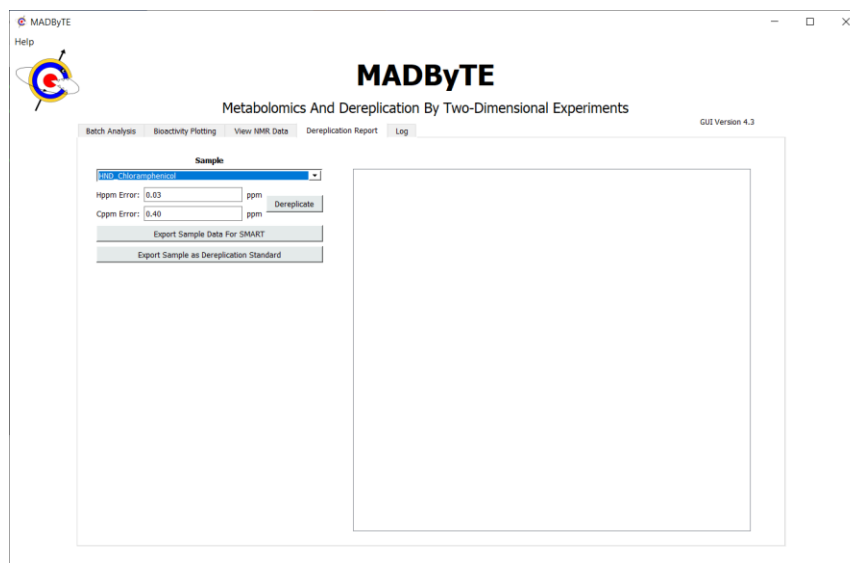 MADByTE
Help
MADByTE
Metabolomics And Dereplication By Two-Dimensional Experiments
GUI Version 4.3
Batch Analysis Bioactivity Plotting View NMR Data Dereplication Report Log
Sample
HND_Chloramphenicol
Hppm Error: 0.03 ppm
Dereplicate
Cppm Error: 0.40 ppm
Export Sample Data For SMART
Export Sample as Dereplication Standard